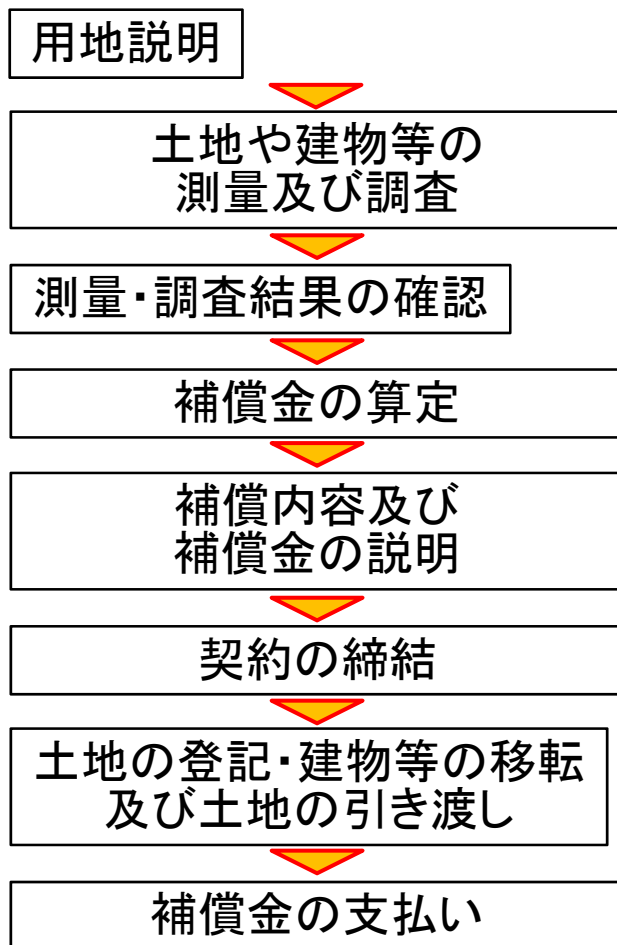 用地説明
土地や建物等の
測量及び調査
測量・調査結果の確認
補償金の算定
補償内容及び
補償金の説明
契約の締結
土地の登記・建物等の移転
及び土地の引き渡し
補償金の支払い